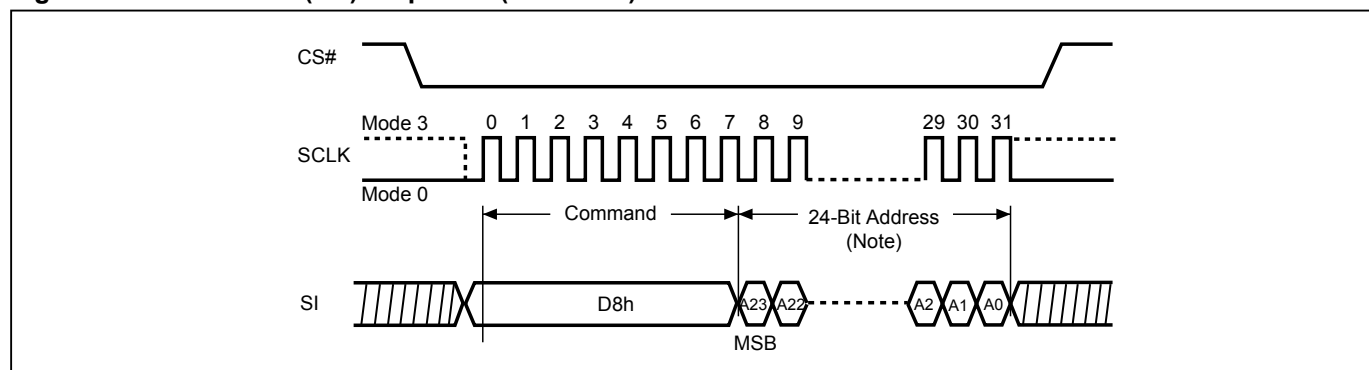 CS#
Mode 3
0 1 2 3 4 5 6 7 8 9 29 30 31
SCLK
Mode 0
Command
24-Bit Address
(Note)
SI
D8h
A23 A22 A2 A1 A0
MSB